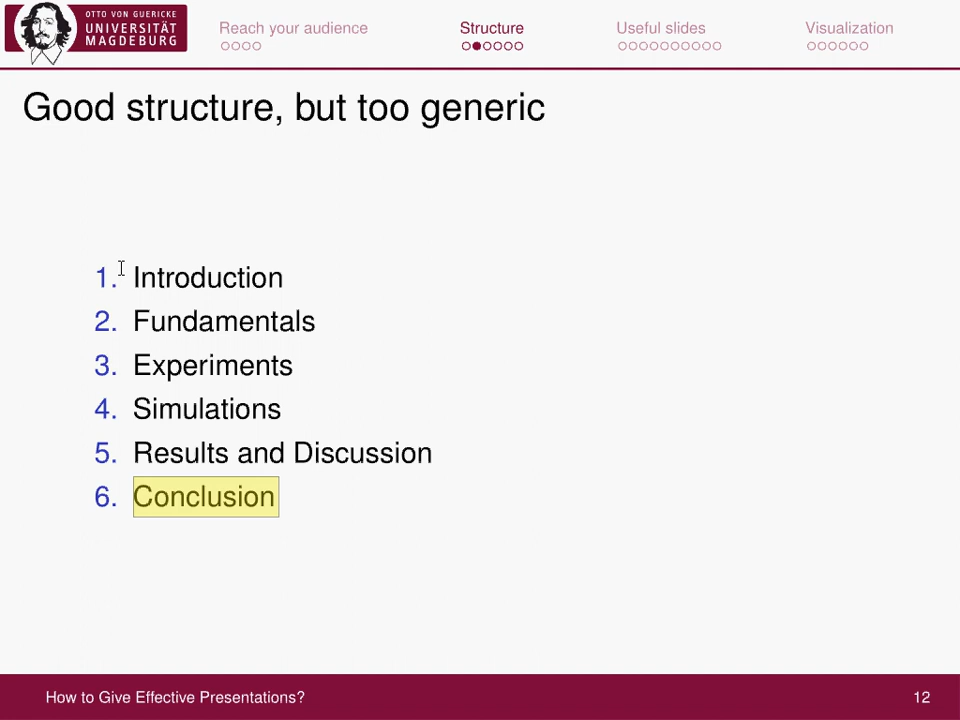 OTTO VON GUERICKE
UNIVERSITÄT
MAGDEBURG
Reach your audience
Structure
Useful slides
Visualization
Good structure, but too generic
1. Introduction
2. Fundamentals
3. Experiments
4. Simulations
5. Results and Discussion
6. Conclusion
How to Give Effective Presentations?
12